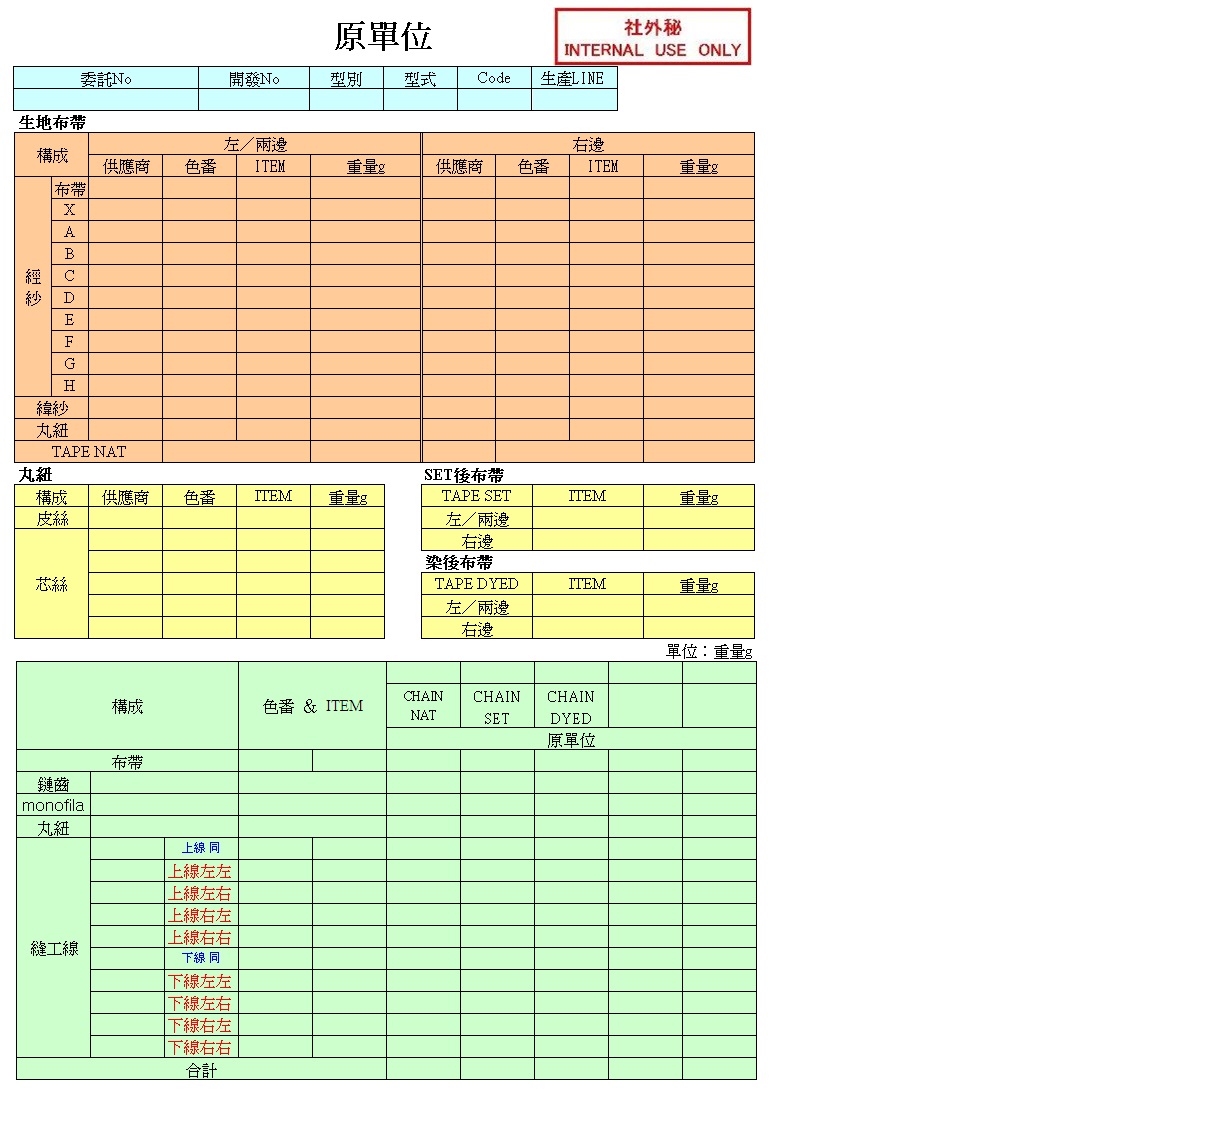 原單位
社外秘
INTERNAL USE ONLY
委託No 開發No 型別 型式 Code 生產LINE
生地布帶
構成 左／兩邊 右邊
供應商 色番 ITEM 重量g 供應商 色番 ITEM 重量g
經紗
布帶
X
A
B
C
D
E
F
G
H
緯紗
丸紐
TAPE NAT
丸紐
構成 供應商 色番 ITEM 重量g
皮絲
芯絲
SET後布帶
TAPE SET ITEM 重量g
左／兩邊
右邊
染後布帶
TAPE DYED ITEM 重量g
左／兩邊
右邊
單位：重量g
構成 色番 & ITEM
CHAIN NAT
CHAIN SET
CHAIN DYED
原單位
布帶
鏈齒
monofila
丸紐
縫工線
上線 同
上線左左
上線左右
上線右左
上線右右
下線 同
下線左左
下線左右
下線右左
下線右右
合計